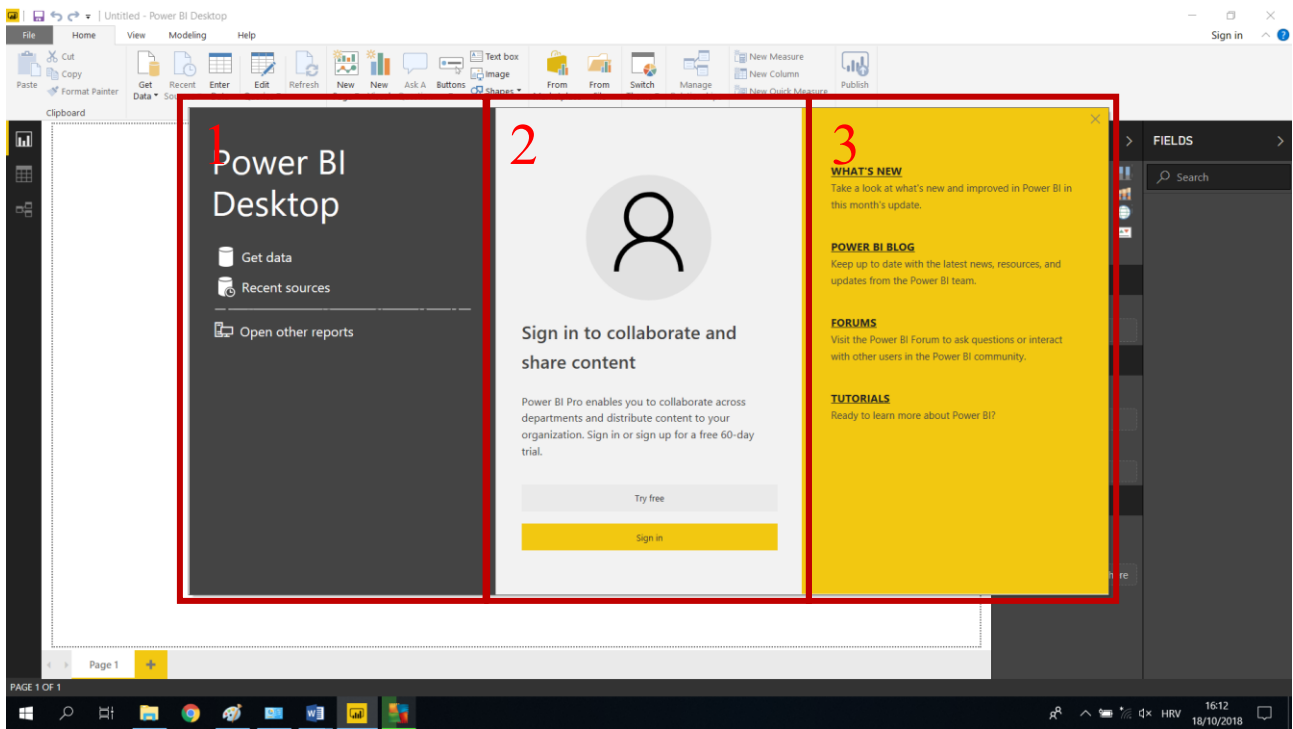 Untitled - Power BI Desktop
File Home View Modeling Help Sign in ?
Paste
Cut
Copy
Format Painter
Clipboard
Get Data
Recent
Enter
Edit
Refresh
New
New
Ask A
Buttons
Text box
Image
Shapes
From
From
Switch
Manage
New Measure
New Column
New Quick Measure
Publish
1
Power BI
Desktop
Get data
Recent sources
Open other reports
2
Sign in to collaborate and
share content
Power BI Pro enables you to collaborate across
departments and distribute content to your
organization. Sign in or sign up for a free 60-day
trial.
Try free
Sign in
3
WHAT'S NEW
Take a look at what's new and improved in Power BI in
this month's update.
POWER BI BLOG
Keep up to date with the latest news, resources, and
updates from the Power BI team.
FORUMS
Visit the Power BI Forum to ask questions or interact
with other users in the Power BI community.
TUTORIALS
Ready to learn more about Power BI?
FIELDS
Search
Page 1
PAGE 1 OF 1
HRV
16:12
18/10/2018